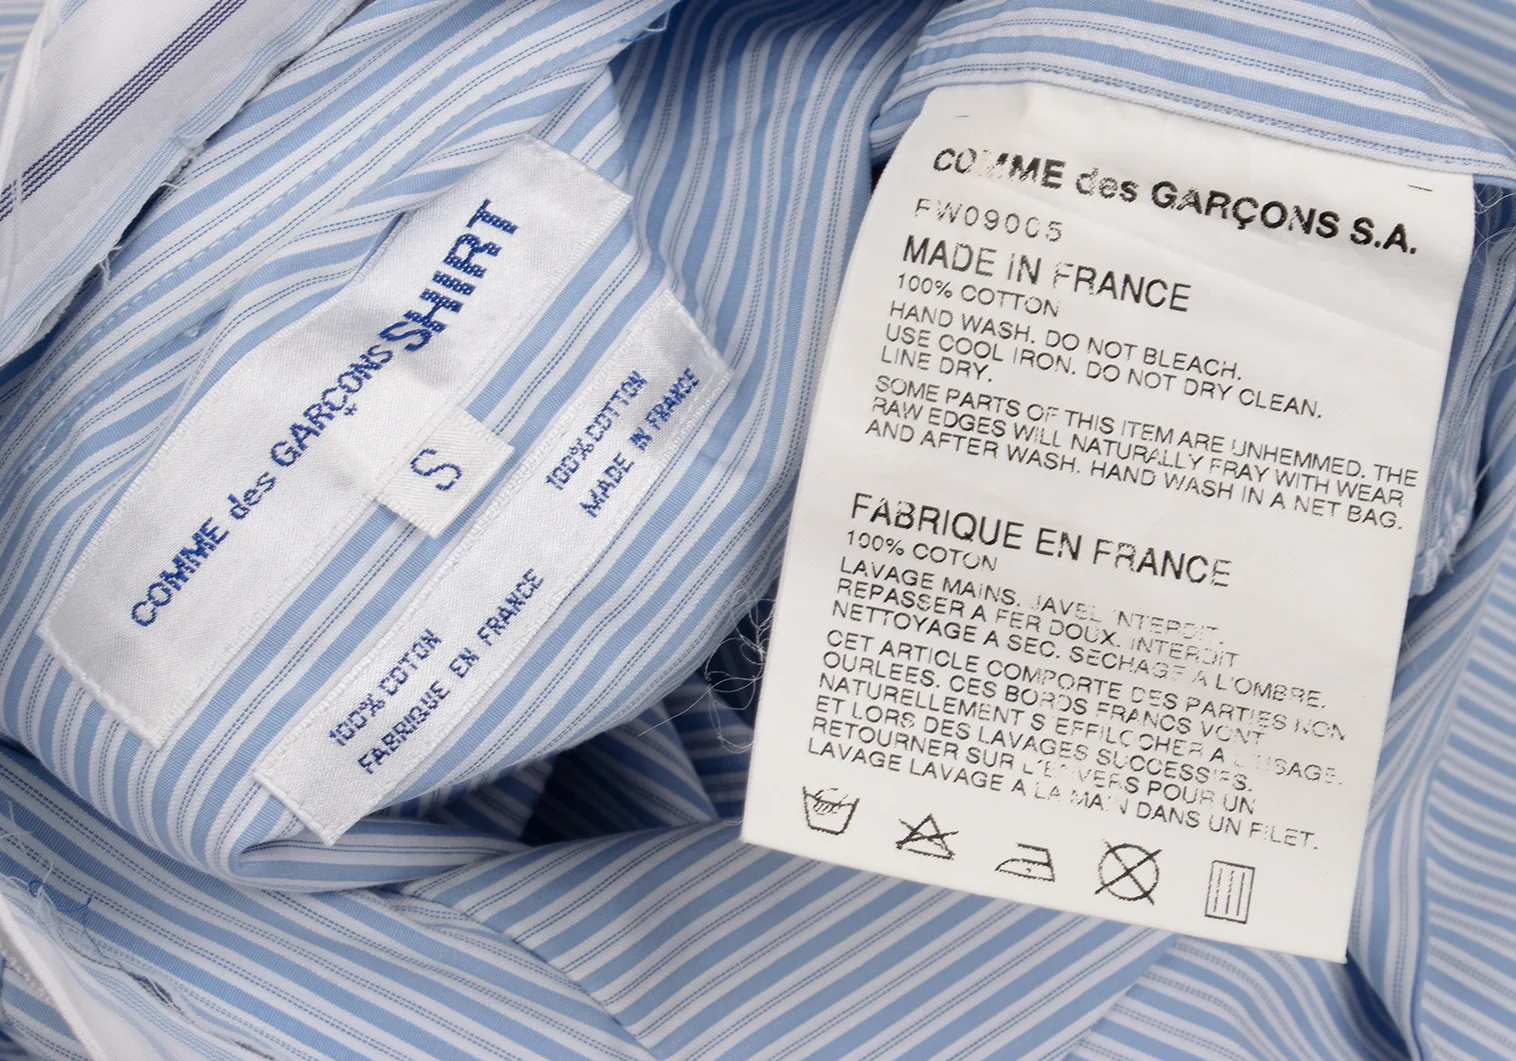 COMME des GARÇONS SHIRT
S
100% COTTON
MADE IN FRANCE
100% COTON
FABRIQUE EN FRANCE
COMME des GARÇONS S.A.
FW09005
MADE IN FRANCE
100% COTTON
HAND WASH. DO NOT BLEACH.
USE COOL IRON. DO NOT DRY CLEAN.
LINE DRY.
SOME PARTS OF THIS ITEM ARE UNHEMMED. THE
RAW EDGES WILL NATURALLY FRAY WITH WEAR
AND AFTER WASH. HAND WASH IN A NET BAG.
FABRIQUE EN FRANCE
100% COTON
LAVAGE MAINS. JAVEL INTERDIT.
REPASSER A FER DOUX. INTERDIT
NETTOYAGE A SEC. SECHAGE A L'OMBRE.
CET ARTICLE COMPORTE DES PARTIES NON
OURLEES. CES BORDS FRANCS VONT
NATURELLEMENT S'EFFILOCHER A L'USAGE.
ET LORS DES LAVAGES SUCCESSIFS.
RETOURNER SUR L'ENVERS POUR UN
LAVAGE LAVAGE A LA MAIN DANS UN FILET.